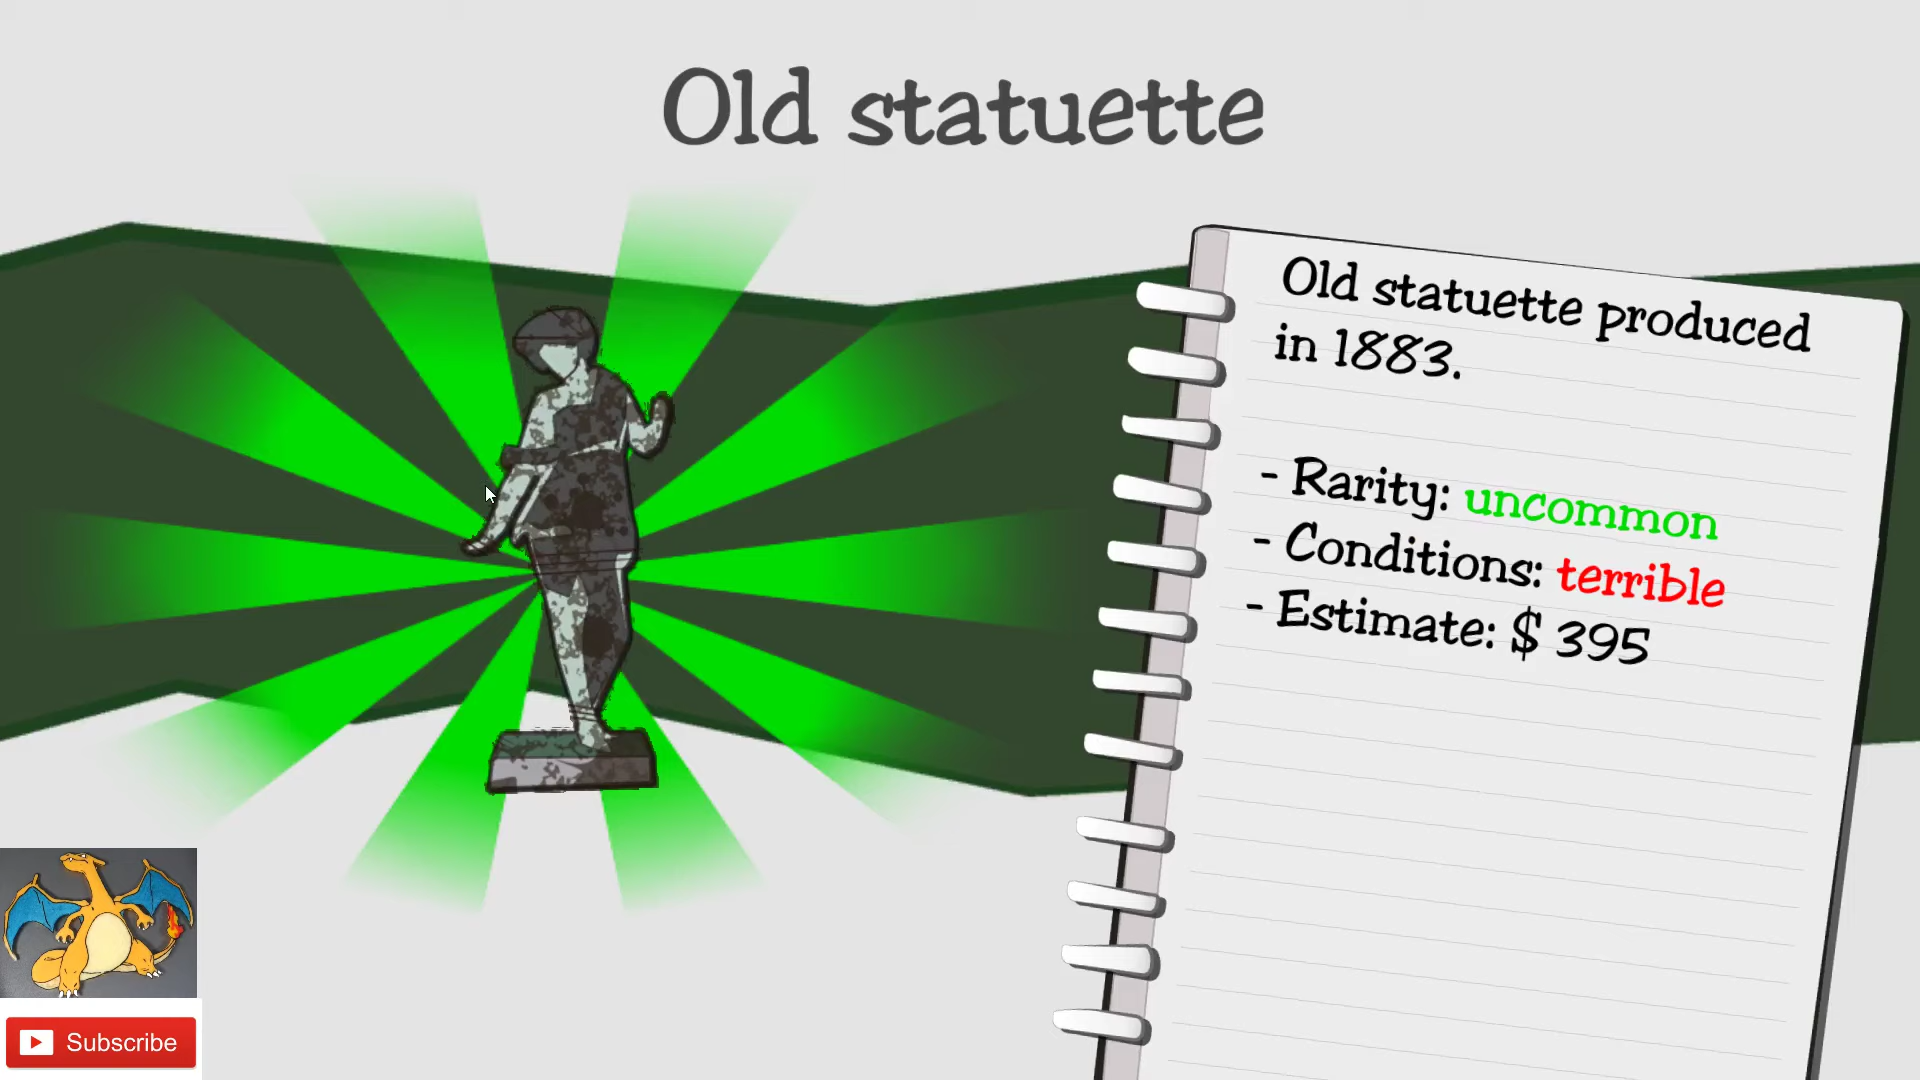 Old statuette
Old statuette produced
in 1883.
- Rarity: uncommon
- Conditions: terrible
- Estimate: $ 395
Subscribe